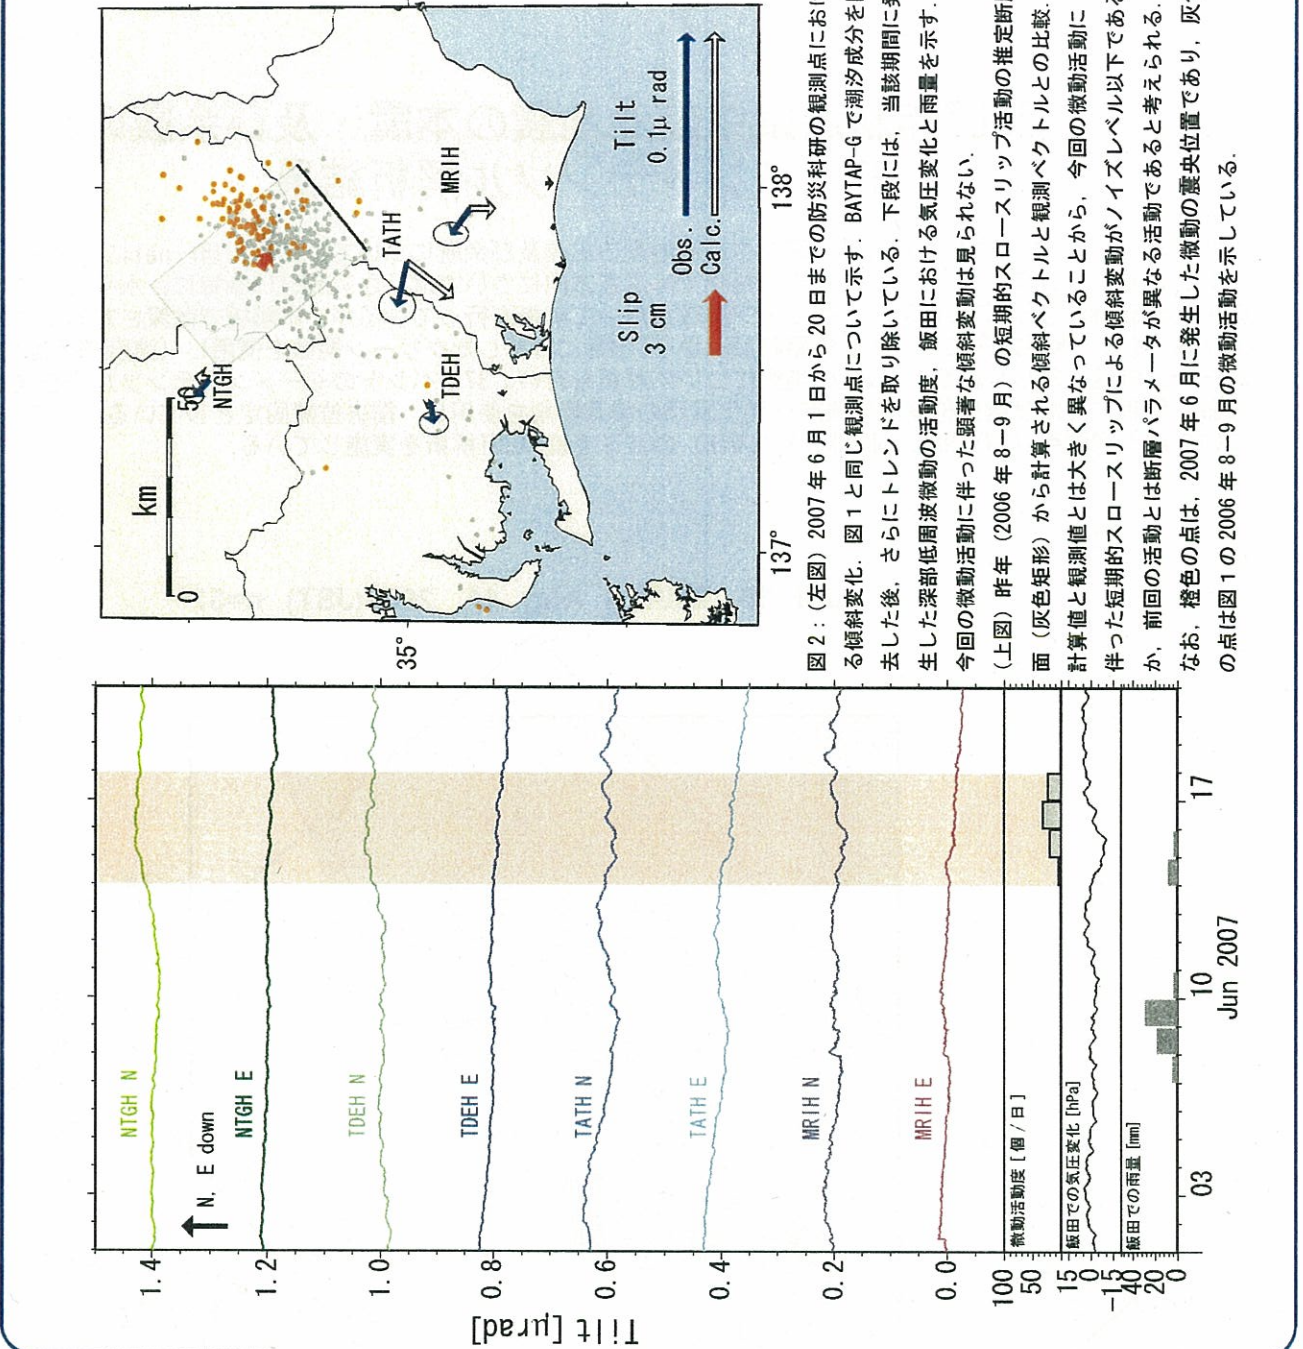 Tilt [μrad]
1.4
1.2
1.0
0.8
0.6
0.4
0.2
0.0
NTGH N
N, E down
NTGH E
TDEH N
TDEH E
TATH N
TATH E
MRIH N
MRIH E
100
50
微動活動度 [個/日]
15
0
-15
飯田での気圧変化 [hPa]
40
20
0
飯田での雨量 [mm]
03
10
17
Jun 2007
km
0
50
NTGH
TDEH
TATH
MRIH
Slip
3 cm
Tilt
0.1μ rad
Obs.
Calc.
35°
137°
138°
図2:(左図)2007年6月1日から20日までの防災科研の観測点にお
る傾斜変化.図1と同じ観測点について示す.BAYTAP-Gで潮汐成分を
去した後,さらにトレンドを取り除いている.下段には,当該期間に
生した深部低周波微動の活動度,飯田における気圧変化と雨量を示す.
今回の微動活動に伴った顕著な傾斜変動は見られない.
(上図)昨年(2006年8−9月)の短期的スロースリップ活動の推定断
面(灰色矩形)から計算される傾斜ベクトルと観測ベクトルとの比較.
計算値と観測値とは大きく異なっていることから,今回の微動活動に
伴った短期的スロースリップによる傾斜変動がノイズレベル以下であ
か,前回の活動とは断層パラメータが異なる活動であると考えられる.
なお,橙色の点は,2007年6月に発生した微動の震央位置であり,灰
の点は図1の2006年8−9月の微動活動を示している.